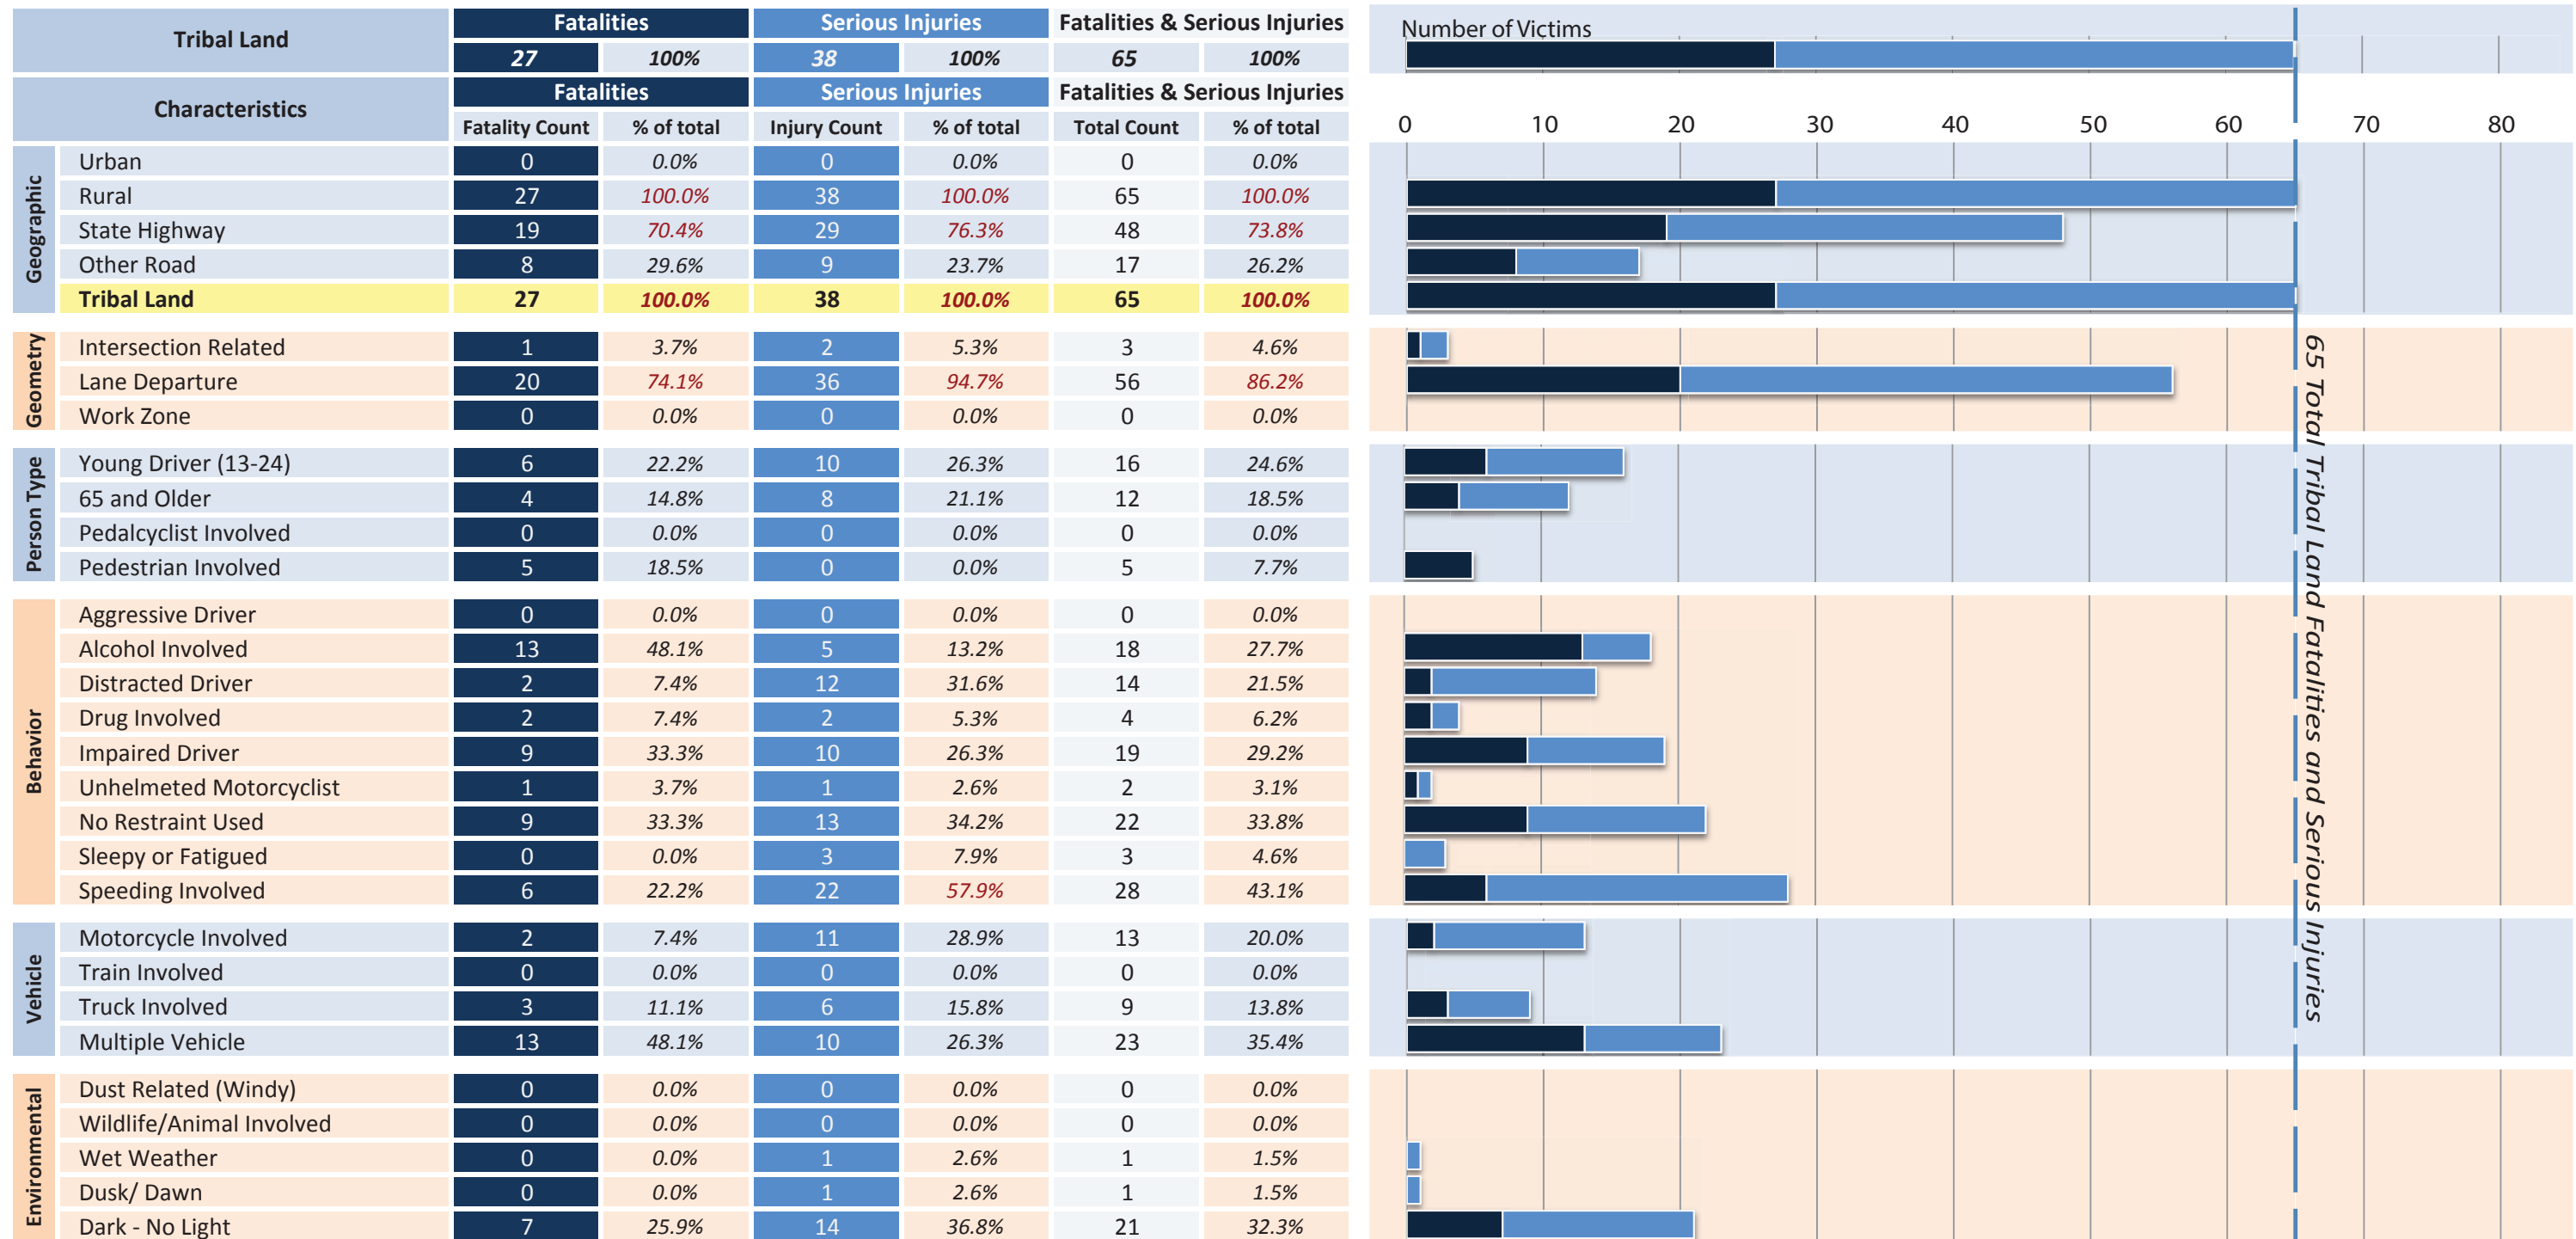 Tribal Land Fatalities Serious Injuries Fatalities & Serious Injuries
27 100% 38 100% 65 100%
Characteristics Fatalities Serious Injuries Fatalities & Serious Injuries
Fatality Count % of total Injury Count % of total Total Count % of total
Geographic
Urban 0 0.0% 0 0.0% 0 0.0%
Rural 27 100.0% 38 100.0% 65 100.0%
State Highway 19 70.4% 29 76.3% 48 73.8%
Other Road 8 29.6% 9 23.7% 17 26.2%
Tribal Land 27 100.0% 38 100.0% 65 100.0%
Geometry
Intersection Related 1 3.7% 2 5.3% 3 4.6%
Lane Departure 20 74.1% 36 94.7% 56 86.2%
Work Zone 0 0.0% 0 0.0% 0 0.0%
Person Type
Young Driver (13-24) 6 22.2% 10 26.3% 16 24.6%
65 and Older 4 14.8% 8 21.1% 12 18.5%
Pedalcyclist Involved 0 0.0% 0 0.0% 0 0.0%
Pedestrian Involved 5 18.5% 0 0.0% 5 7.7%
Behavior
Aggressive Driver 0 0.0% 0 0.0% 0 0.0%
Alcohol Involved 13 48.1% 5 13.2% 18 27.7%
Distracted Driver 2 7.4% 12 31.6% 14 21.5%
Drug Involved 2 7.4% 2 5.3% 4 6.2%
Impaired Driver 9 33.3% 10 26.3% 19 29.2%
Unhelmeted Motorcyclist 1 3.7% 1 2.6% 2 3.1%
No Restraint Used 9 33.3% 13 34.2% 22 33.8%
Sleepy or Fatigued 0 0.0% 3 7.9% 3 4.6%
Speeding Involved 6 22.2% 22 57.9% 28 43.1%
Vehicle
Motorcycle Involved 2 7.4% 11 28.9% 13 20.0%
Train Involved 0 0.0% 0 0.0% 0 0.0%
Truck Involved 3 11.1% 6 15.8% 9 13.8%
Multiple Vehicle 13 48.1% 10 26.3% 23 35.4%
Environmental
Dust Related (Windy) 0 0.0% 0 0.0% 0 0.0%
Wildlife/Animal Involved 0 0.0% 0 0.0% 0 0.0%
Wet Weather 0 0.0% 1 2.6% 1 1.5%
Dusk/ Dawn 0 0.0% 1 2.6% 1 1.5%
Dark - No Light 7 25.9% 14 36.8% 21 32.3%
Number of Victims
0 10 20 30 40 50 60 70 80
65 Total Tribal Land Fatalities and Serious Injuries